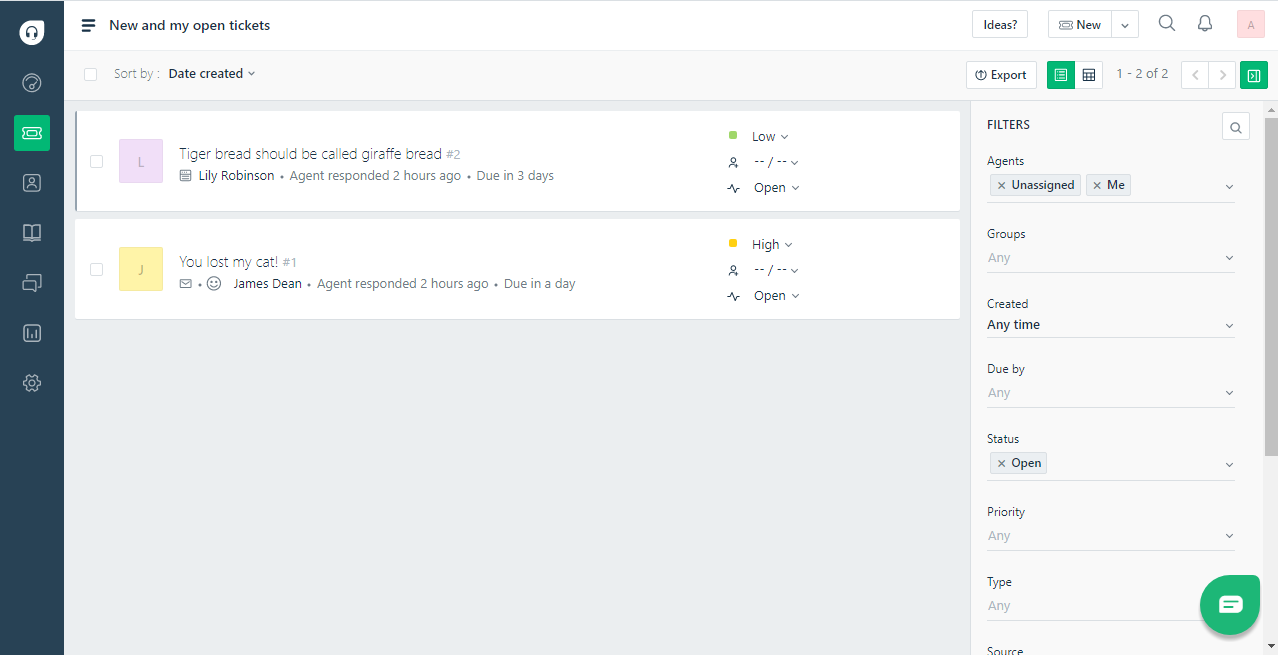 New and my open tickets
Ideas?
New
A
Sort by : Date created
Export
1 - 2 of 2
L
Tiger bread should be called giraffe bread #2
Lily Robinson • Agent responded 2 hours ago • Due in 3 days
Low
-- / --
Open
J
You lost my cat! #1
James Dean • Agent responded 2 hours ago • Due in a day
High
-- / --
Open
FILTERS
Agents
× Unassigned × Me
Groups
Any
Created
Any time
Due by
Any
Status
× Open
Priority
Any
Type
Any
Source